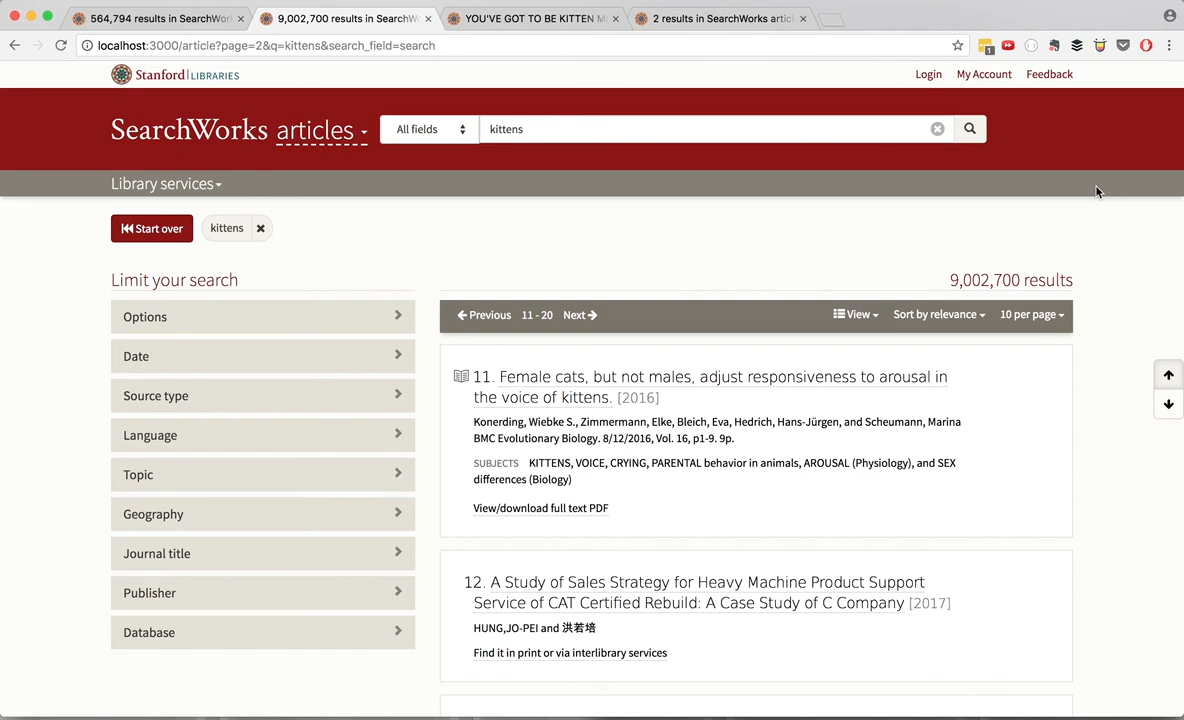 564,794 results in SearchWor
9,002,700 results in SearchW
YOU'VE GOT TO BE KITTEN M
2 results in SearchWorks artic
localhost:3000/article?page=2&q=kittens&search_field=search
1
Stanford LIBRARIES
Login My Account Feedback
SearchWorks articles
All fields
kittens
Library services
Start over
kittens
Limit your search
9,002,700 results
Options
Date
Source type
Language
Topic
Geography
Journal title
Publisher
Database
Previous 11 - 20 Next
View Sort by relevance 10 per page
11. Female cats, but not males, adjust responsiveness to arousal in
the voice of kittens. [2016]
Konerding, Wiebke S., Zimmermann, Elke, Bleich, Eva, Hedrich, Hans-Jürgen, and Scheumann, Marina
BMC Evolutionary Biology. 8/12/2016, Vol. 16, p1-9. 9p.
SUBJECTS KITTENS, VOICE, CRYING, PARENTAL behavior in animals, AROUSAL (Physiology), and SEX
differences (Biology)
View/download full text PDF
12. A Study of Sales Strategy for Heavy Machine Product Support
Service of CAT Certified Rebuild: A Case Study of C Company [2017]
HUNG,JO-PEI and 洪若培
Find it in print or via interlibrary services